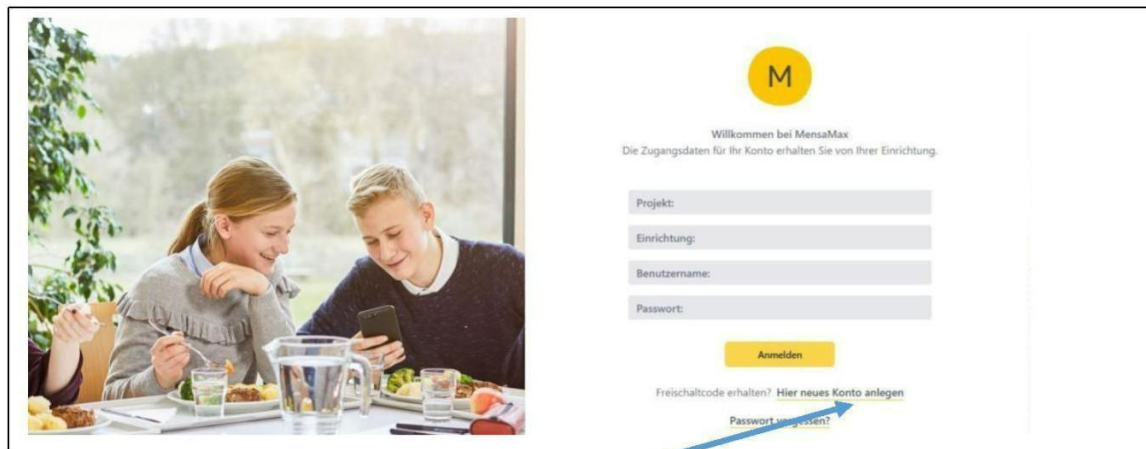 M
Willkommen bei MensaMax
Die Zugangsdaten für Ihr Konto erhalten Sie von Ihrer Einrichtung.
Projekt:
Einrichtung:
Benutzername:
Passwort:
Anmelden
Freischaltcode erhalten? Hier neues Konto anlegen
Passwort vergessen?